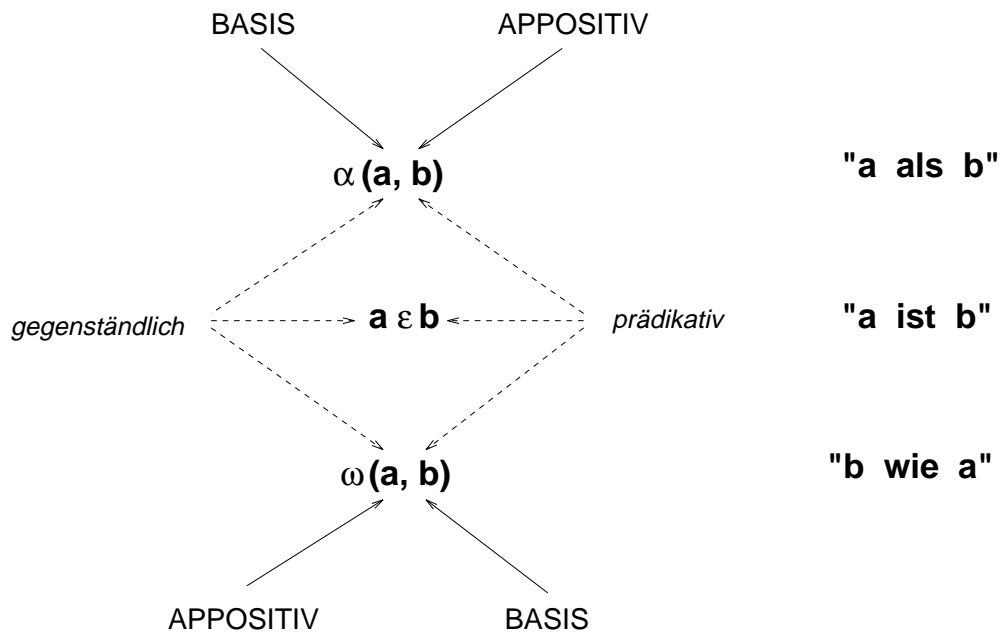 BASIS APPOSITIV
α (a, b) "a als b"
gegenständlich a ε b prädikativ "a ist b"
ω (a, b) "b wie a"
APPOSITIV BASIS